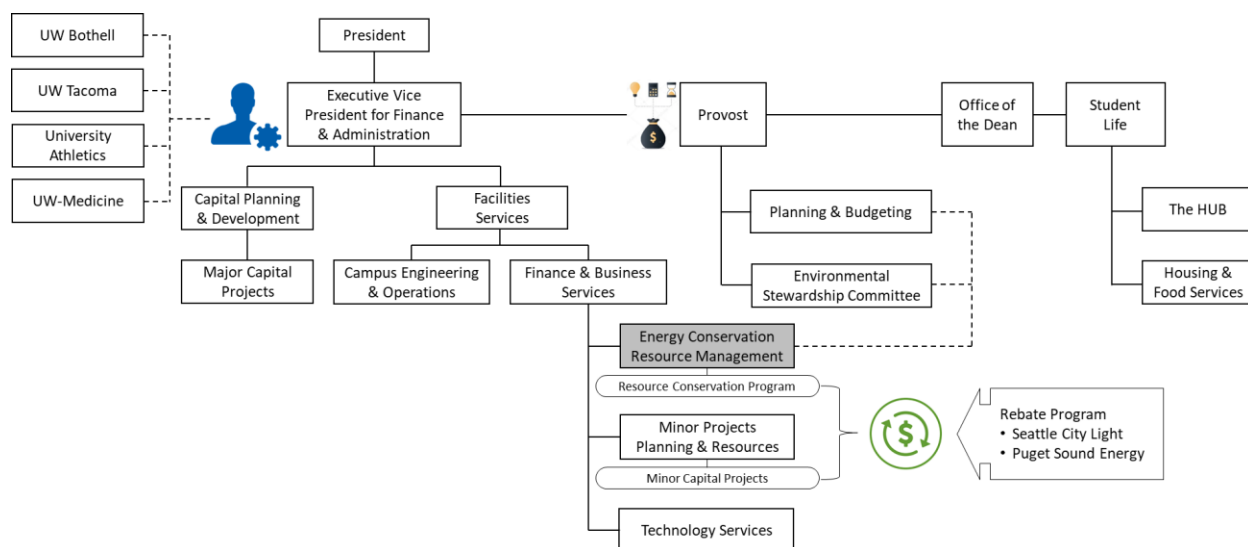 UW Bothell
UW Tacoma
University
Athletics
UW-Medicine
President
Executive Vice
President for Finance
& Administration
$
Provost
Office of
the Dean
Student
Life
Capital Planning
& Development
Facilities
Services
Planning & Budgeting
The HUB
Major Capital
Projects
Campus Engineering
& Operations
Finance & Business
Services
Environmental
Stewardship Committee
Housing &
Food Services
Energy Conservation
Resource Management
Resource Conservation Program
Minor Projects
Planning & Resources
Minor Capital Projects
Technology Services
$
Rebate Program
• Seattle City Light
• Puget Sound Energy